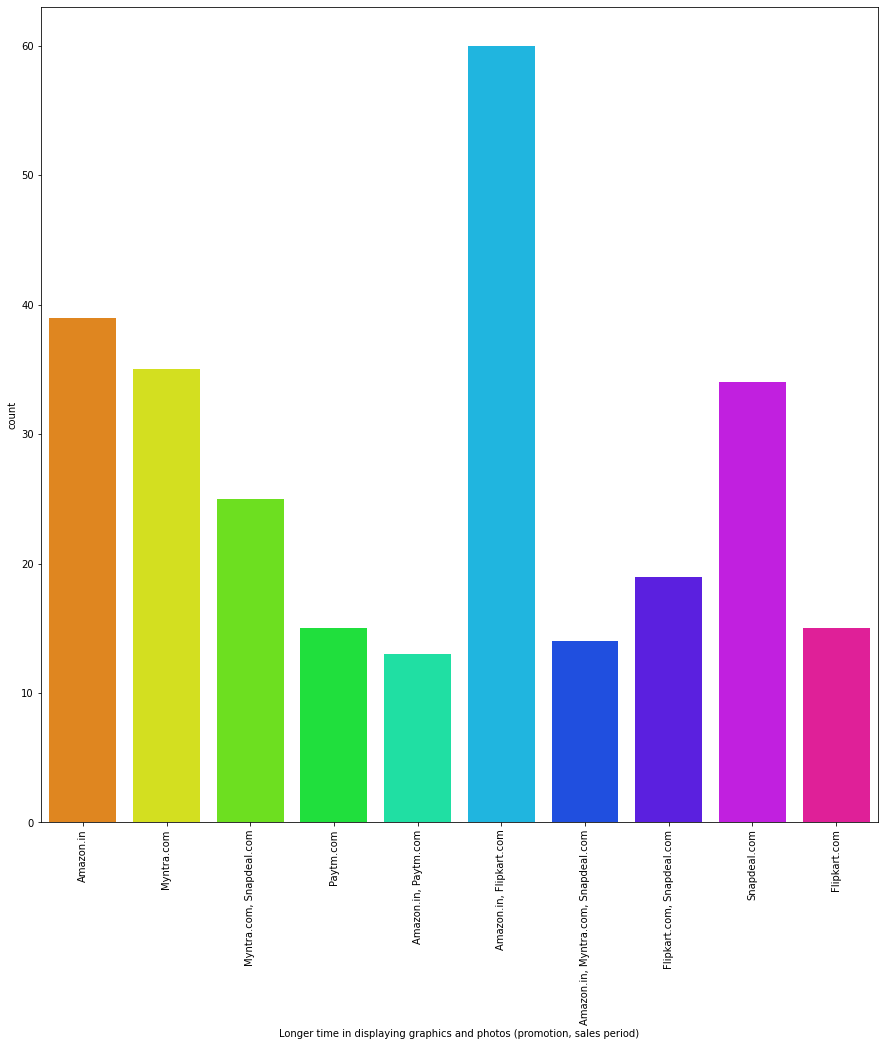 60
50
40
30
20
10
0
count
Amazon.in
Myntra.com
Myntra.com, Snapdeal.com
Paytm.com
Amazon.in, Paytm.com
Amazon.in, Flipkart.com
Amazon.in, Myntra.com, Snapdeal.com
Flipkart.com, Snapdeal.com
Snapdeal.com
Flipkart.com
Longer time in displaying graphics and photos (promotion, sales period)